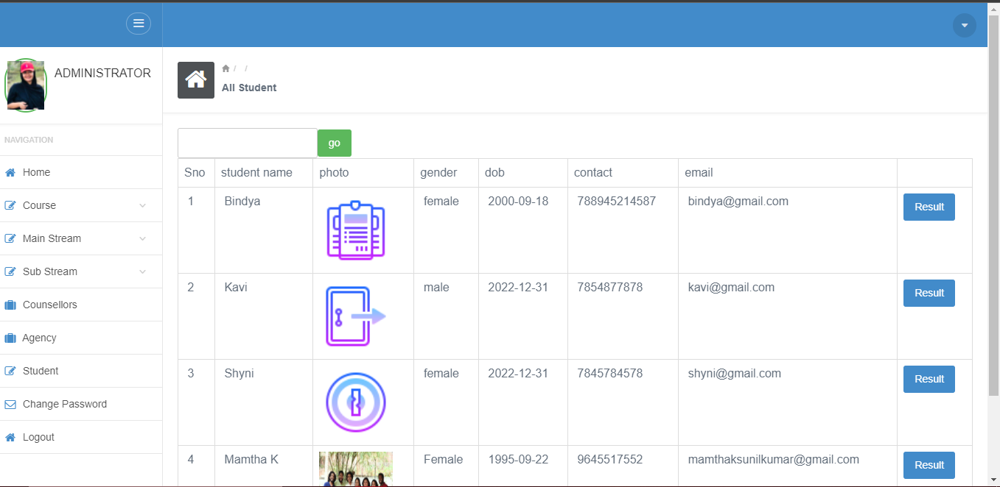 ADMINISTRATOR
/ /
All Student
NAVIGATION
Home
Course
Main Stream
Sub Stream
Counsellors
Agency
Student
Change Password
Logout
go
Sno student name photo gender dob contact email
1 Bindya female 2000-09-18 788945214587 bindya@gmail.com Result
2 Kavi male 2022-12-31 7854877878 kavi@gmail.com Result
3 Shyni female 2022-12-31 7845784578 shyni@gmail.com Result
4 Mamtha K Female 1995-09-22 9645517552 mamthaksunilkumar@gmail.com Result